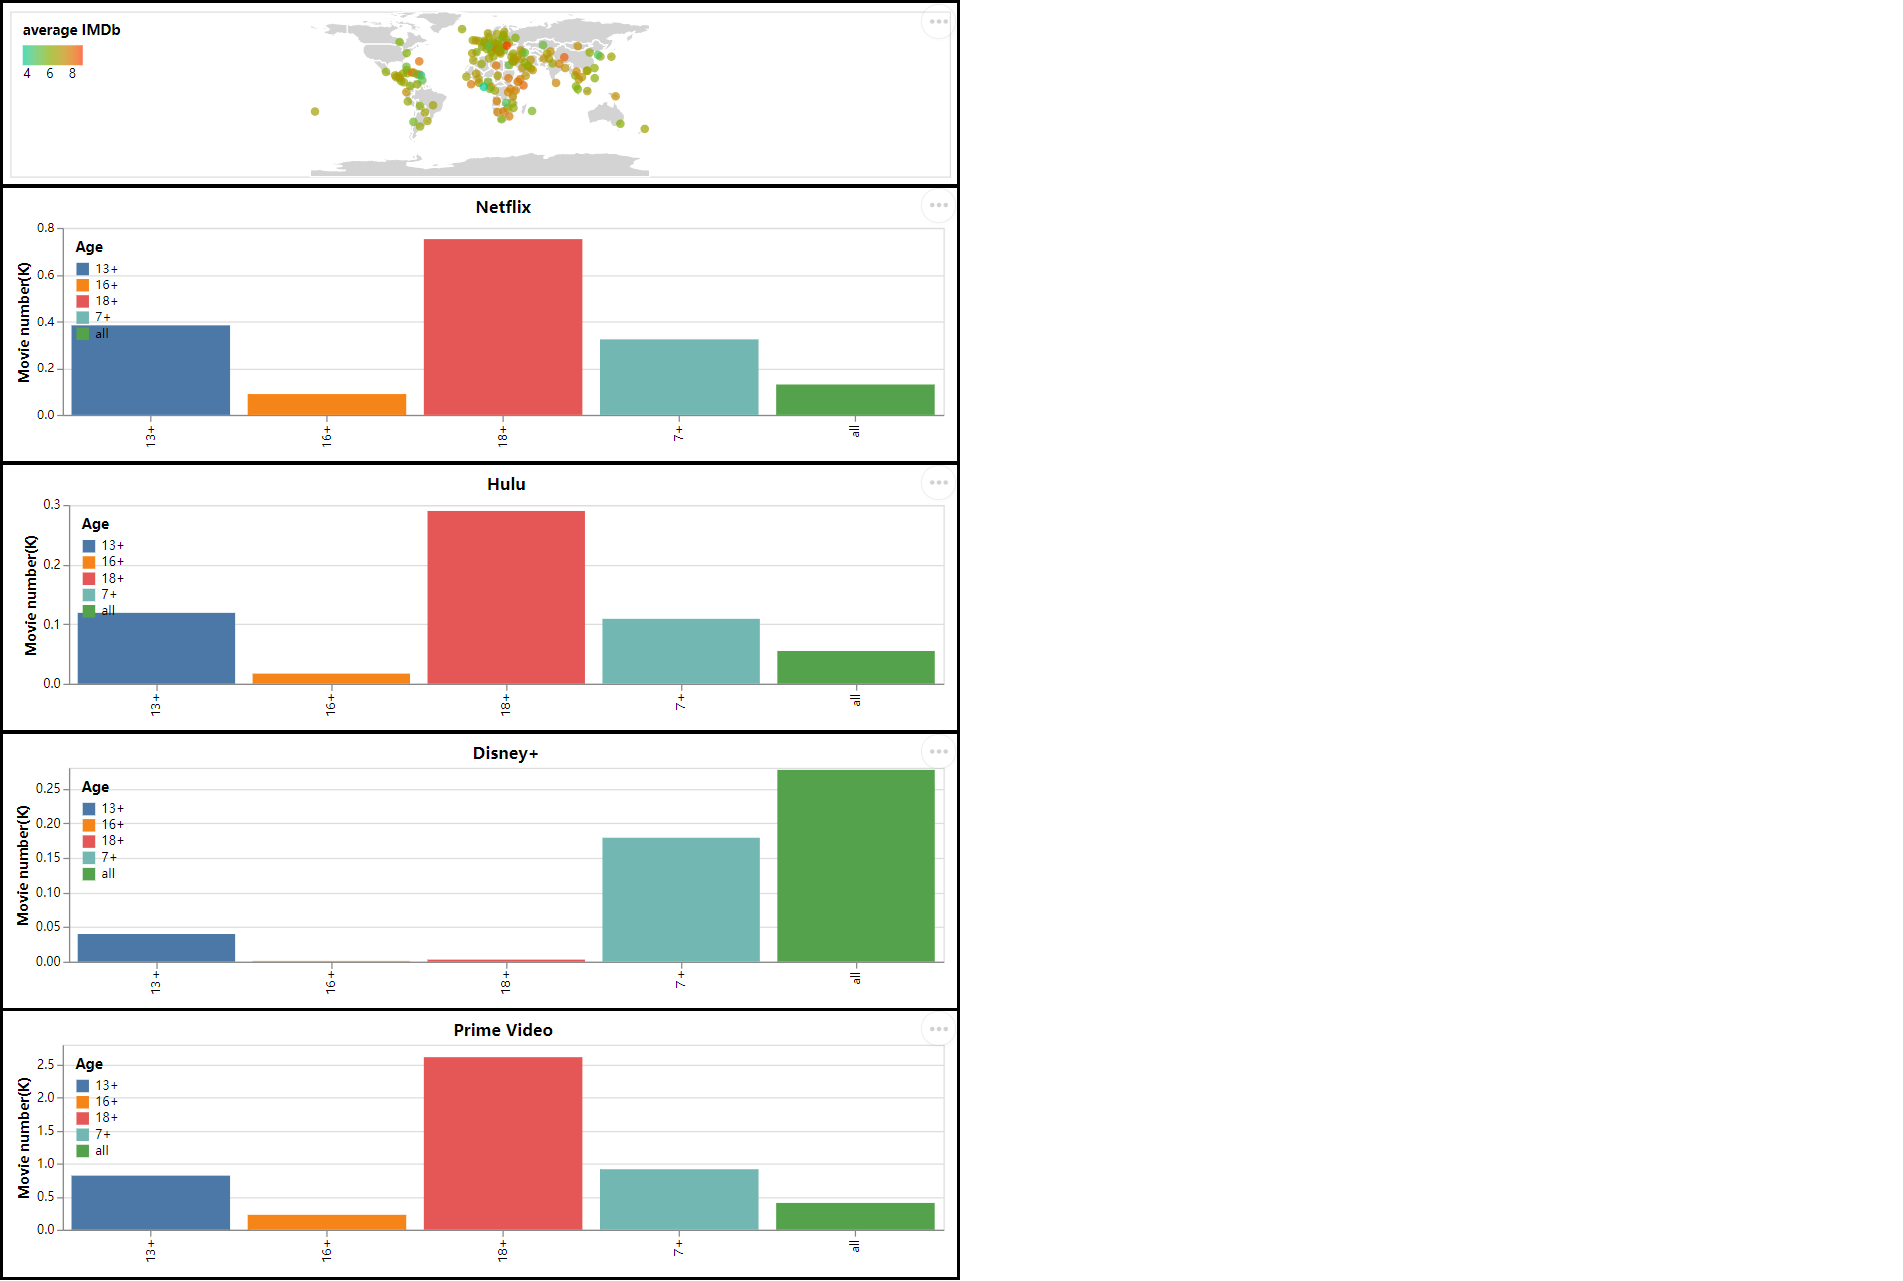 average IMDb
4 6 8
Netflix
Movie number(K)
0.8
0.6
0.4
0.2
0.0
Age
13+
16+
18+
7+
all
13+ 16+ 18+ 7+ all
Hulu
Movie number(K)
0.3
0.2
0.1
0.0
Age
13+
16+
18+
7+
all
13+ 16+ 18+ 7+ all
Disney+
Movie number(K)
0.25
0.20
0.15
0.10
0.05
0.00
Age
13+
16+
18+
7+
all
13+ 16+ 18+ 7+ all
Prime Video
Movie number(K)
2.5
2.0
1.5
1.0
0.5
0.0
Age
13+
16+
18+
7+
all
13+ 16+ 18+ 7+ all